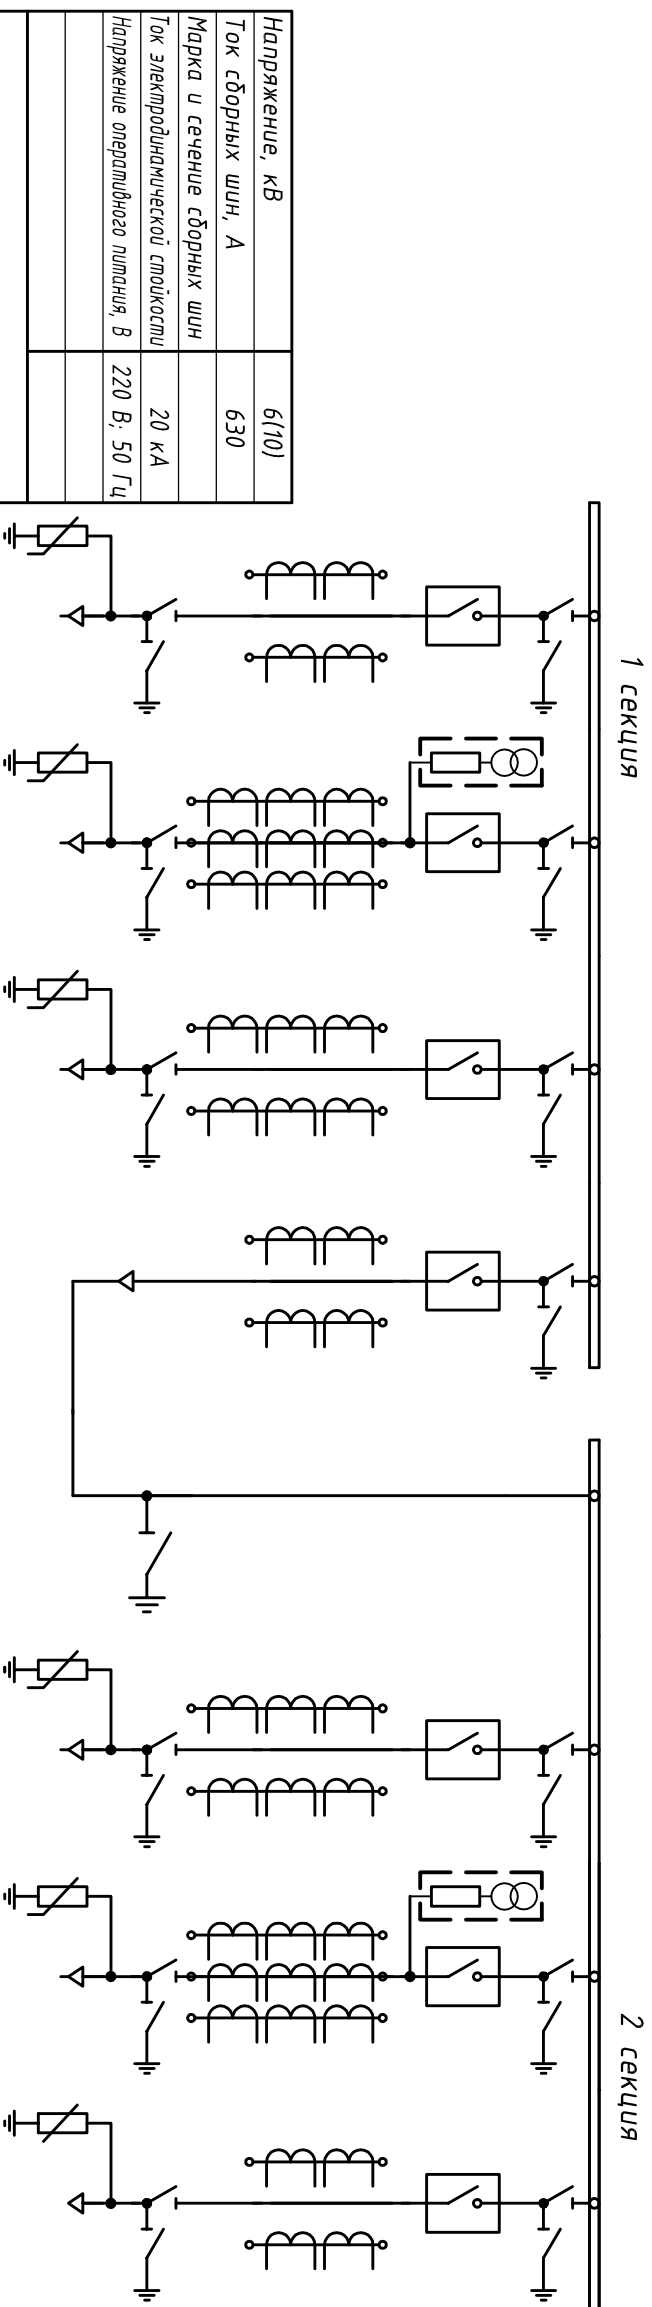 Напряжение, кВ 6(10)
Ток сборных шин, А 630
Марка и сечение сборных шин
Ток электродинамической стойкости 20 кА
Напряжение оперативного питания, В 220 В; 50 Гц
1 секция
2 секция